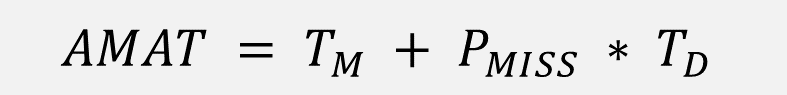 AMAT = T_M + P_MISS * T_D